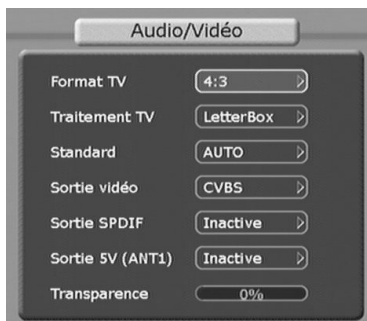 Audio/Vidéo
Format TV 4:3
Traitement TV LetterBox
Standard AUTO
Sortie vidéo CVBS
Sortie SPDIF Inactive
Sortie 5V (ANT1) Inactive
Transparence 0%